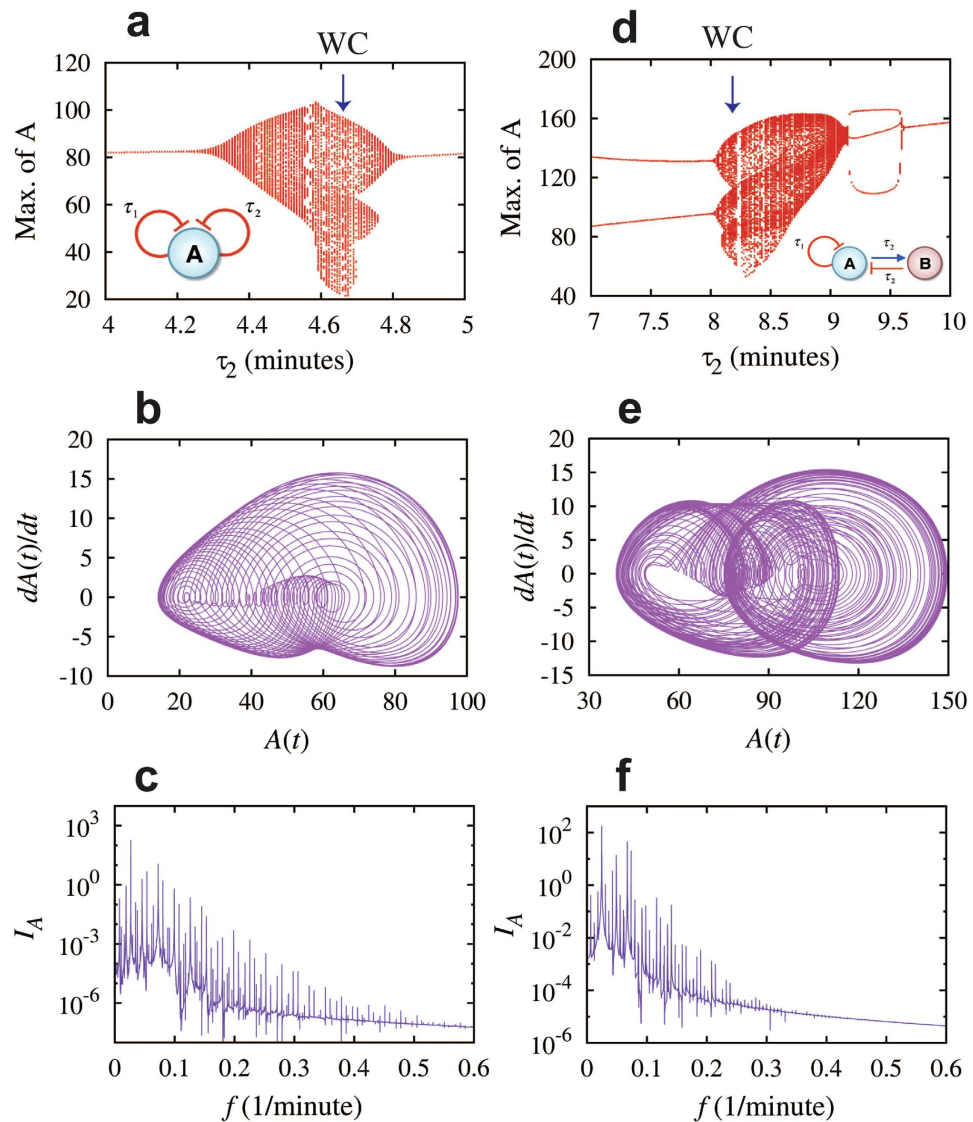 a
WC
120
100
80
60
40
20
Max. of A
τ1
τ2
A
4
4.2
4.4
4.6
4.8
5
τ2 (minutes)
d
WC
200
160
120
80
40
Max. of A
τ1
A
τ2
τ2
B
7
7.5
8
8.5
9
9.5
10
τ2 (minutes)
b
20
15
10
5
0
-5
-10
dA(t)/dt
0
20
40
60
80
100
A(t)
e
20
15
10
5
0
-5
-10
-15
dA(t)/dt
30
60
90
120
150
A(t)
c
10^3
10^0
10^-3
10^-6
I_A
0
0.1
0.2
0.3
0.4
0.5
0.6
f (1/minute)
f
10^2
10^0
10^-2
10^-4
10^-6
I_A
0
0.1
0.2
0.3
0.4
0.5
0.6
f (1/minute)